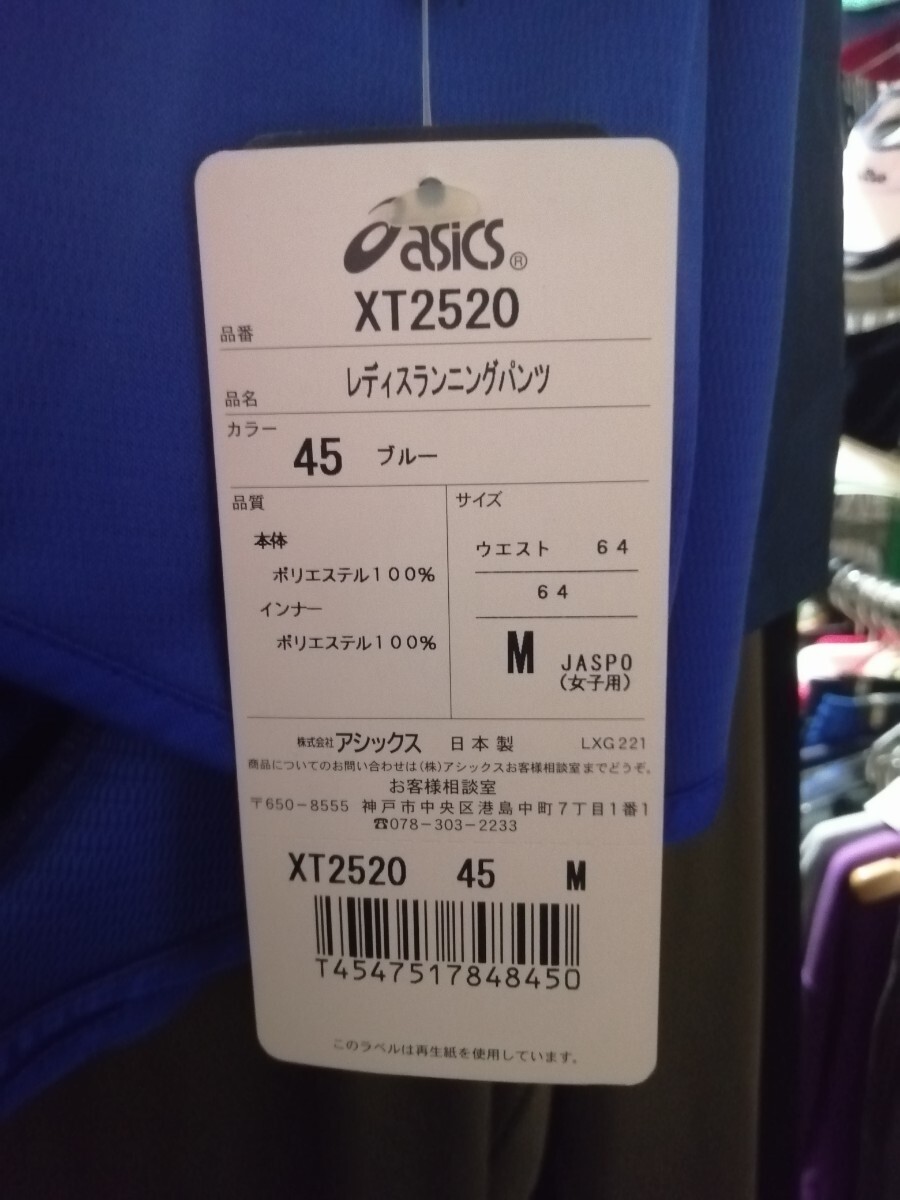 asics®
XT2520
品番
レディスランニングパンツ
品名
カラー
45 ブルー
品質
本体
ポリエステル100%
インナー
ポリエステル100%
サイズ
ウエスト 64
64
M JASPO
(女子用)
株式会社アシックス 日本製 LXG221
商品についてのお問い合わせは(株)アシックスお客様相談室までどうぞ。
お客様相談室
〒650-8555 神戸市中央区港島中町7丁目1番1
☎078-303-2233
XT2520 45 M
T4547517848450
このラベルは再生紙を使用しています。